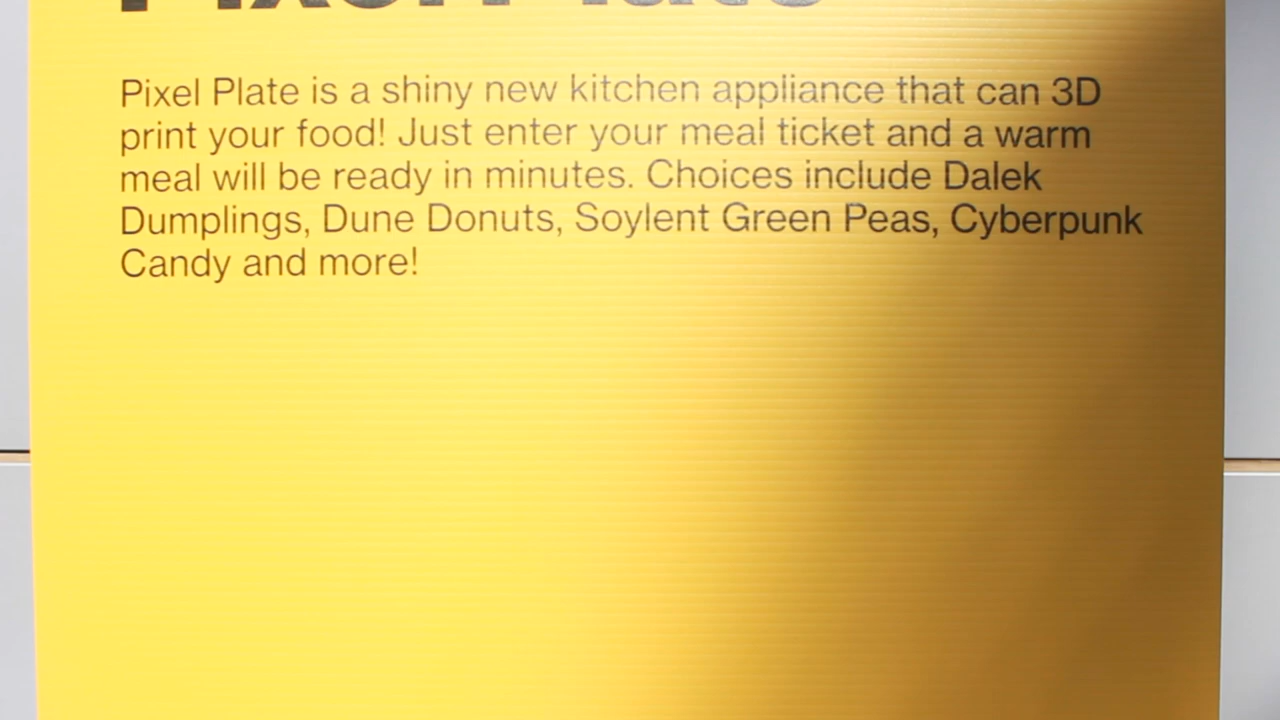 Pixel Plate
Pixel Plate is a shiny new kitchen appliance that can 3D
print your food! Just enter your meal ticket and a warm
meal will be ready in minutes. Choices include Dalek
Dumplings, Dune Donuts, Soylent Green Peas, Cyberpunk
Candy and more!